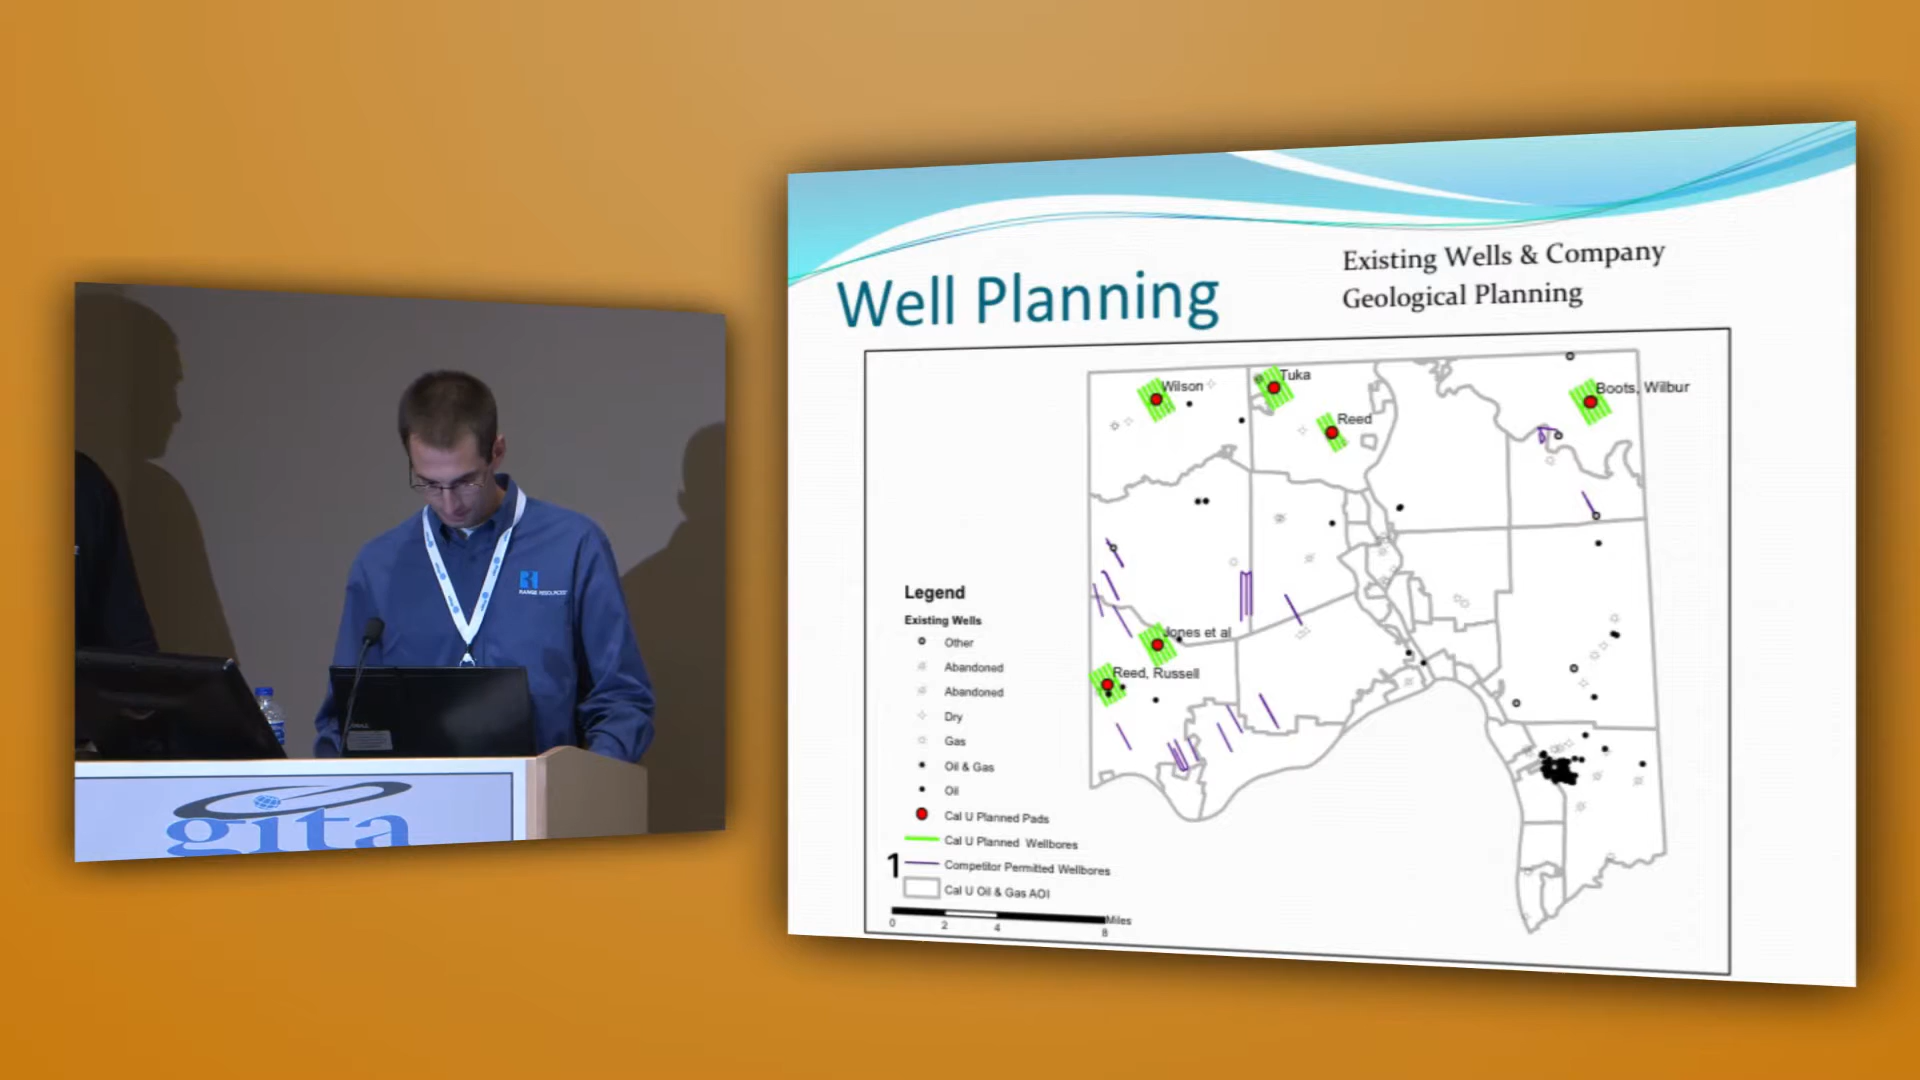 RANGE RESOURCES
gita
Well Planning
Existing Wells & Company
Geological Planning
Wilson
Tuka
Reed
Boots, Wilbur
Jones et al
Reed, Russell
Legend
Existing Wells
Other
Abandoned
Abandoned
Dry
Gas
Oil & Gas
Oil
Cal U Planned Pads
Cal U Planned Wellbores
1
Competitor Permitted Wellbores
Cal U Oil & Gas AOI
Miles
0 2 4 8